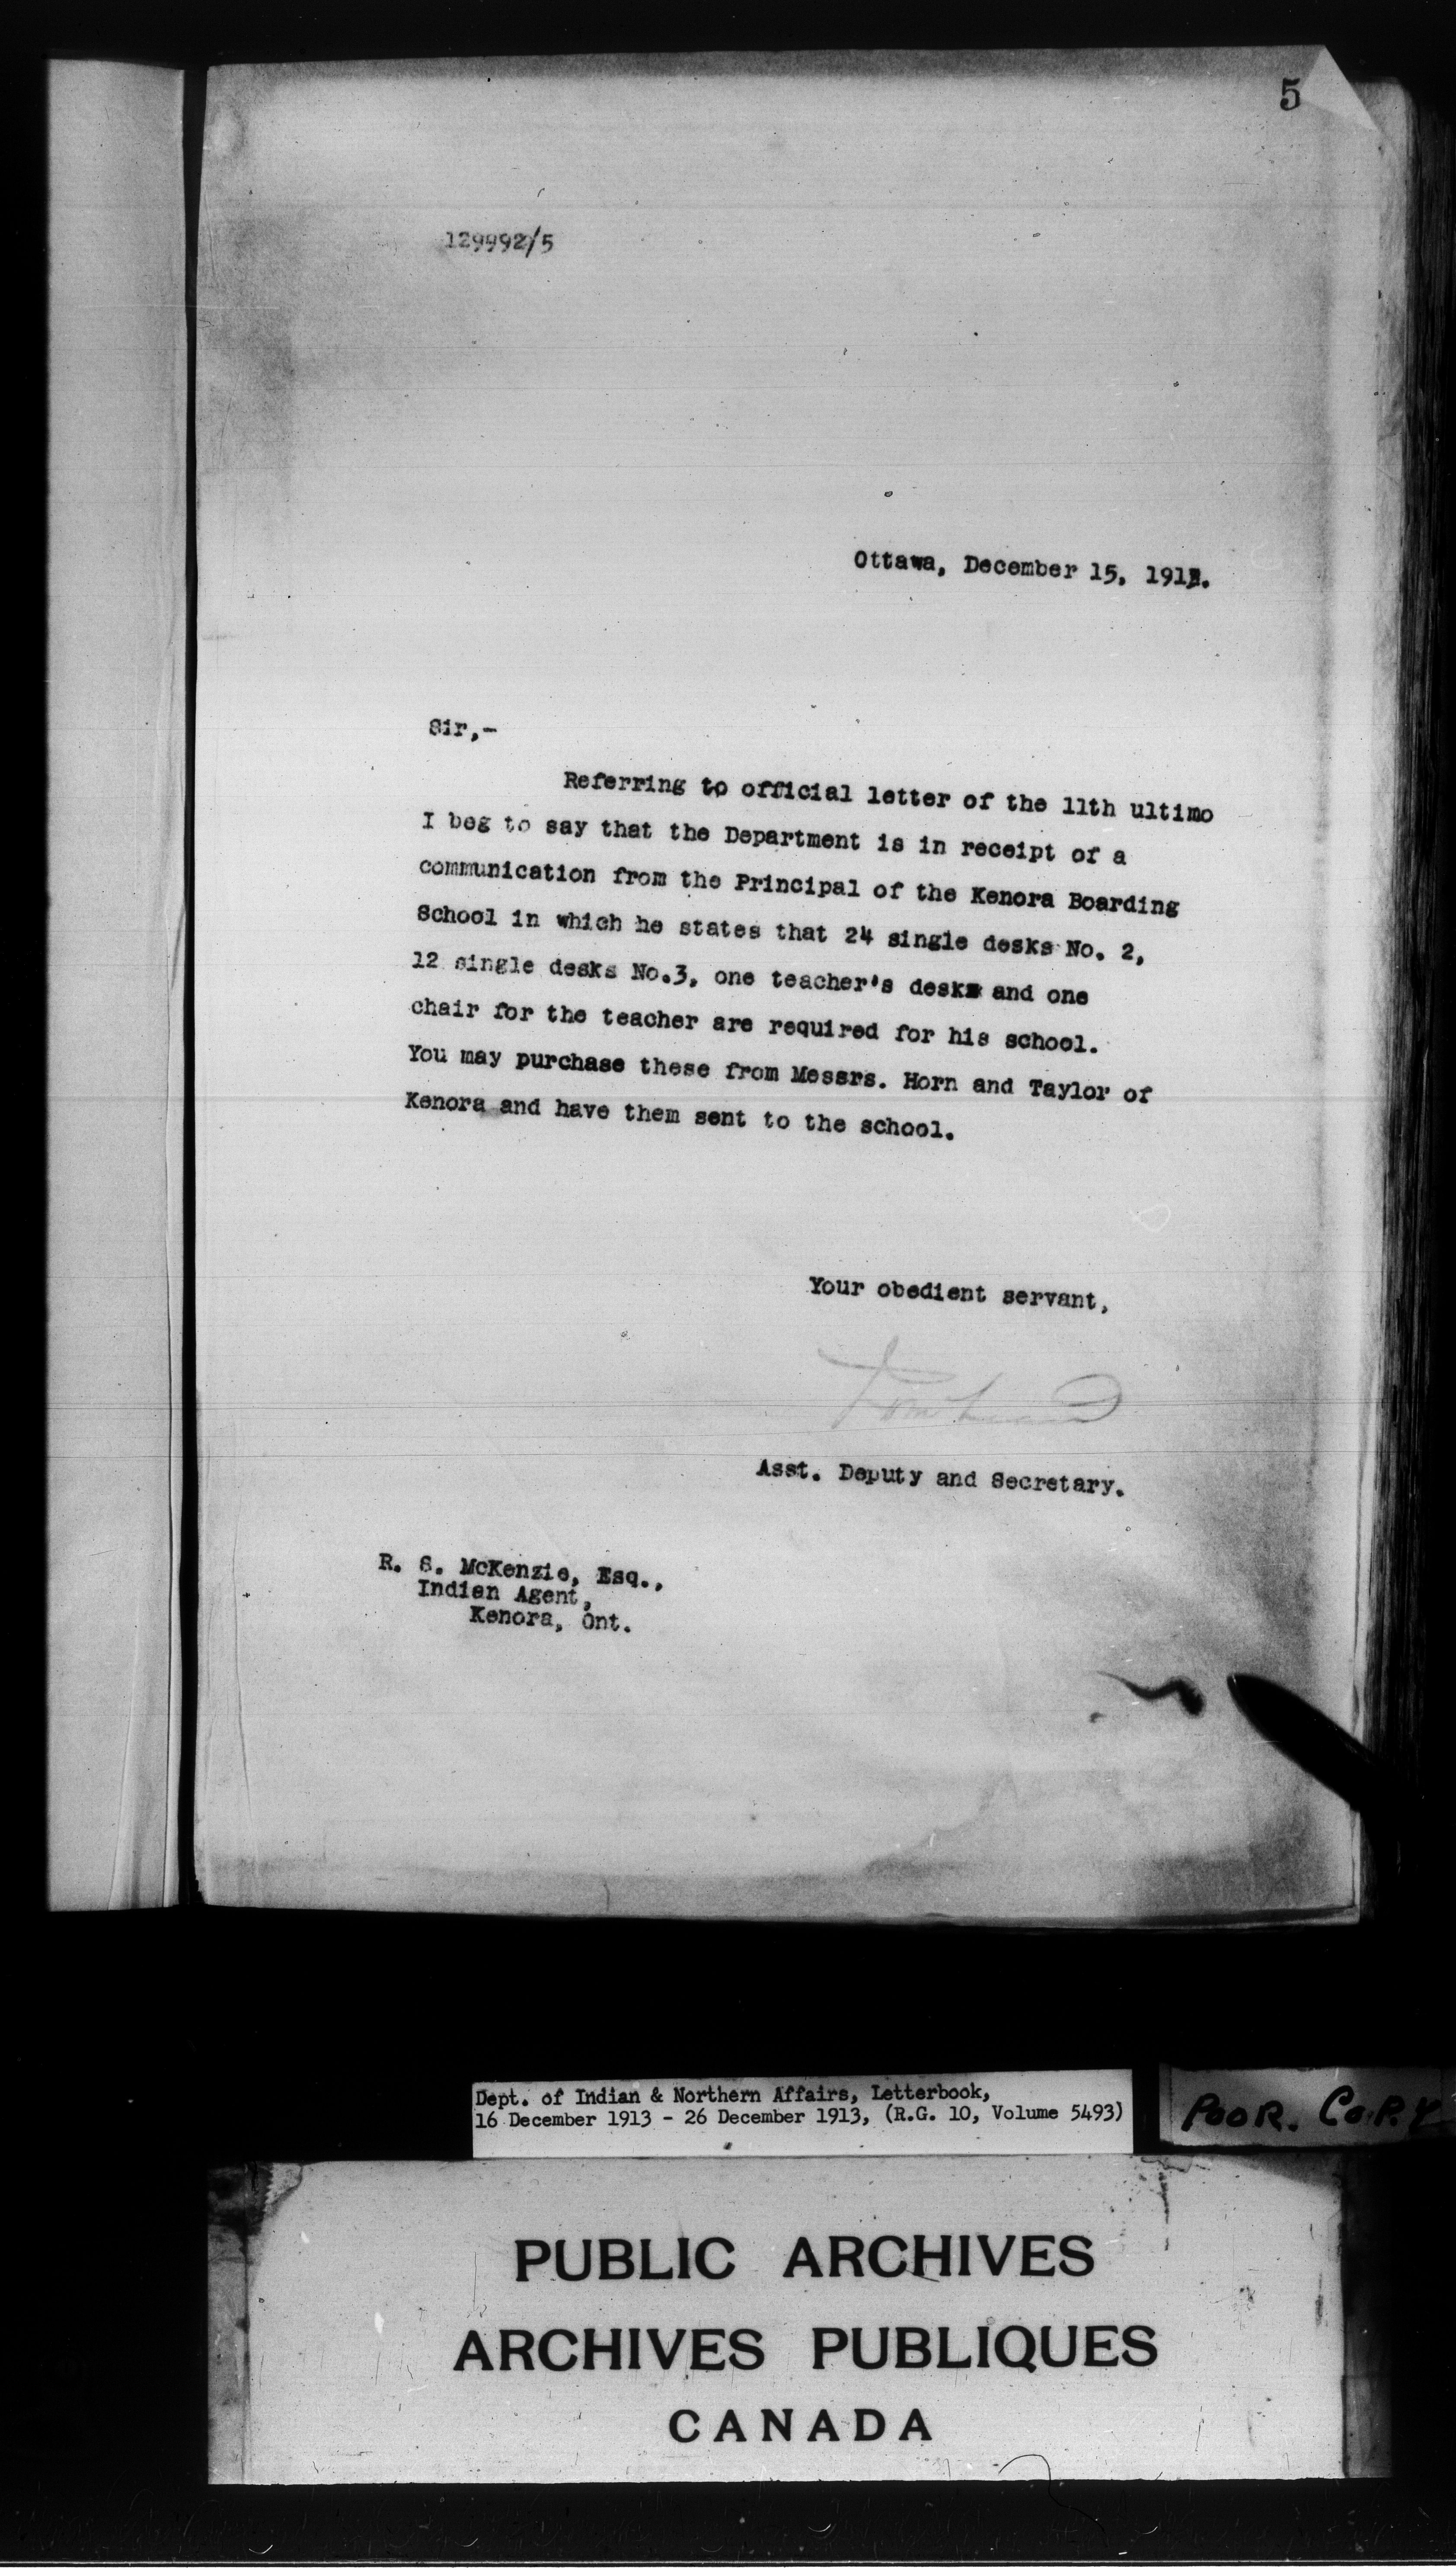 5
129992/5
Ottawa, December 15, 191
Sir,-
Referring to official letter of the 11th ultimo
I beg to say that the Department is in receipt of a
communication from the Principal of the Kenora Boarding
School in which he states that 24 single desks No. 2,
12 single desks No.3, one teacher's desk and one
chair for the teacher are required for his school.
You may purchase these from Messrs. Horn and Taylor of
Kenora and have them sent to the school.
Your obedient servant,
Asst. Deputy and Secretary.
R. S. McKenzie, Esq.,
Indian Agent,
Kenora, Ont.
Dept. of Indian & Northern Affairs, Letterbook,
16 December 1913 - 26 December 1913, (R.G. 10, Volume 5493)
POOR. COPY
PUBLIC ARCHIVES
ARCHIVES PUBLIQUES
CANADA